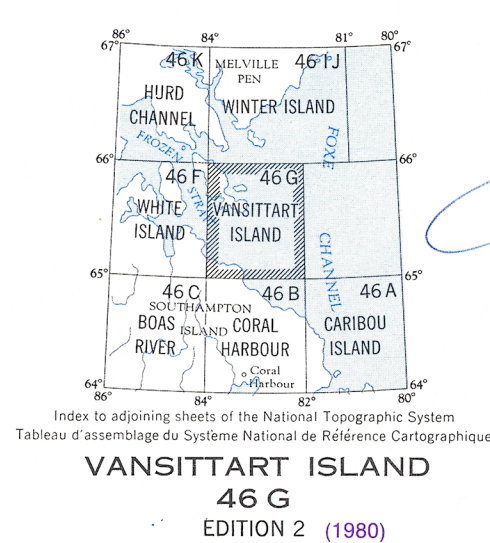 86° 84° 81° 80°
67° 67°
46 K MELVILLE 46 I J
PEN
HURD
CHANNEL WINTER ISLAND
FROZEN
FOXE
66° 66°
46 F 46 G
STRAIT
WHITE VANSITTART
ISLAND ISLAND
CHANNEL
65° 65°
46 C 46 B 46 A
SOUTHAMPTON
ISLAND
BOAS CORAL CARIBOU
RIVER HARBOUR ISLAND
Coral
Harbour
64° 64°
86° 84° 82° 80°
Index to adjoining sheets of the National Topographic System
Tableau d'assemblage du Système National de Référence Cartographique
VANSITTART ISLAND
46 G
EDITION 2 (1980)